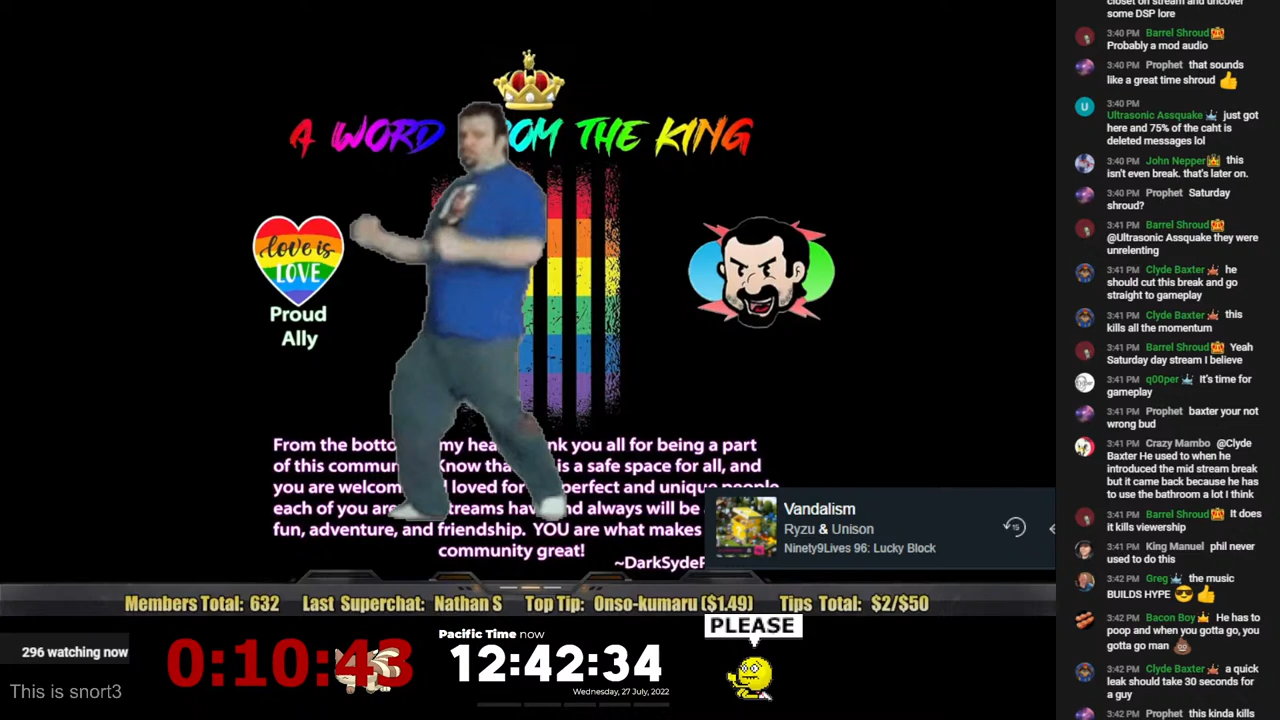 A WORD OM THE KING
love is
LOVE
Proud
Ally
From the botto my hea nk you all for being a part
of this commun Know tha is a safe space for all, and
you are welcom loved for perfect and unique people
each of you are treams hav nd always will be a
fun, adventure, and friendship. YOU are what makes
community great!
~DarkSydeP
Vandalism
Ryzu & Unison
Ninety9Lives 96: Lucky Block
15
Members Total: 632 Last Superchat: Nathan S Top Tip: Onso-kumaru ($1.49) Tips Total: $2/$50
296 watching now
This is snort3
0:10:43
Pacific Time now
12:42:34
Wednesday, 27 July, 2022
PLEASE
closet on stream and uncover
some DSP lore
3:40 PM Barrel Shroud
Probably a mod audio
3:40 PM Prophet that sounds
like a great time shroud 👍
3:40 PM
Ultrasonic Assquake just got
here and 75% of the caht is
deleted messages lol
3:40 PM John Nepper this
isn't even break. that's later on.
3:40 PM Prophet Saturday
shroud?
3:41 PM Barrel Shroud
@Ultrasonic Assquake they were
unrelenting
3:41 PM Clyde Baxter he
should cut this break and go
straight to gameplay
3:41 PM Clyde Baxter this
kills all the momentum
3:41 PM Barrel Shroud Yeah
Saturday day stream I believe
3:41 PM q00per It's time for
gameplay
3:41 PM Prophet baxter your not
wrong bud
3:41 PM Crazy Mambo @Clyde
Baxter He used to when he
introduced the mid stream break
but it came back because he has
to use the bathroom a lot I think
3:41 PM Barrel Shroud It does
it kills viewership
3:41 PM King Manuel phil never
used to do this
3:42 PM Greg the music
BUILDS HYPE 😎👍
3:42 PM Bacon Boy He has to
poop and when you gotta go, you
gotta go man 💩
3:42 PM Clyde Baxter a quick
leak should take 30 seconds for
a guy
3:42 PM Prophet this kinda kills